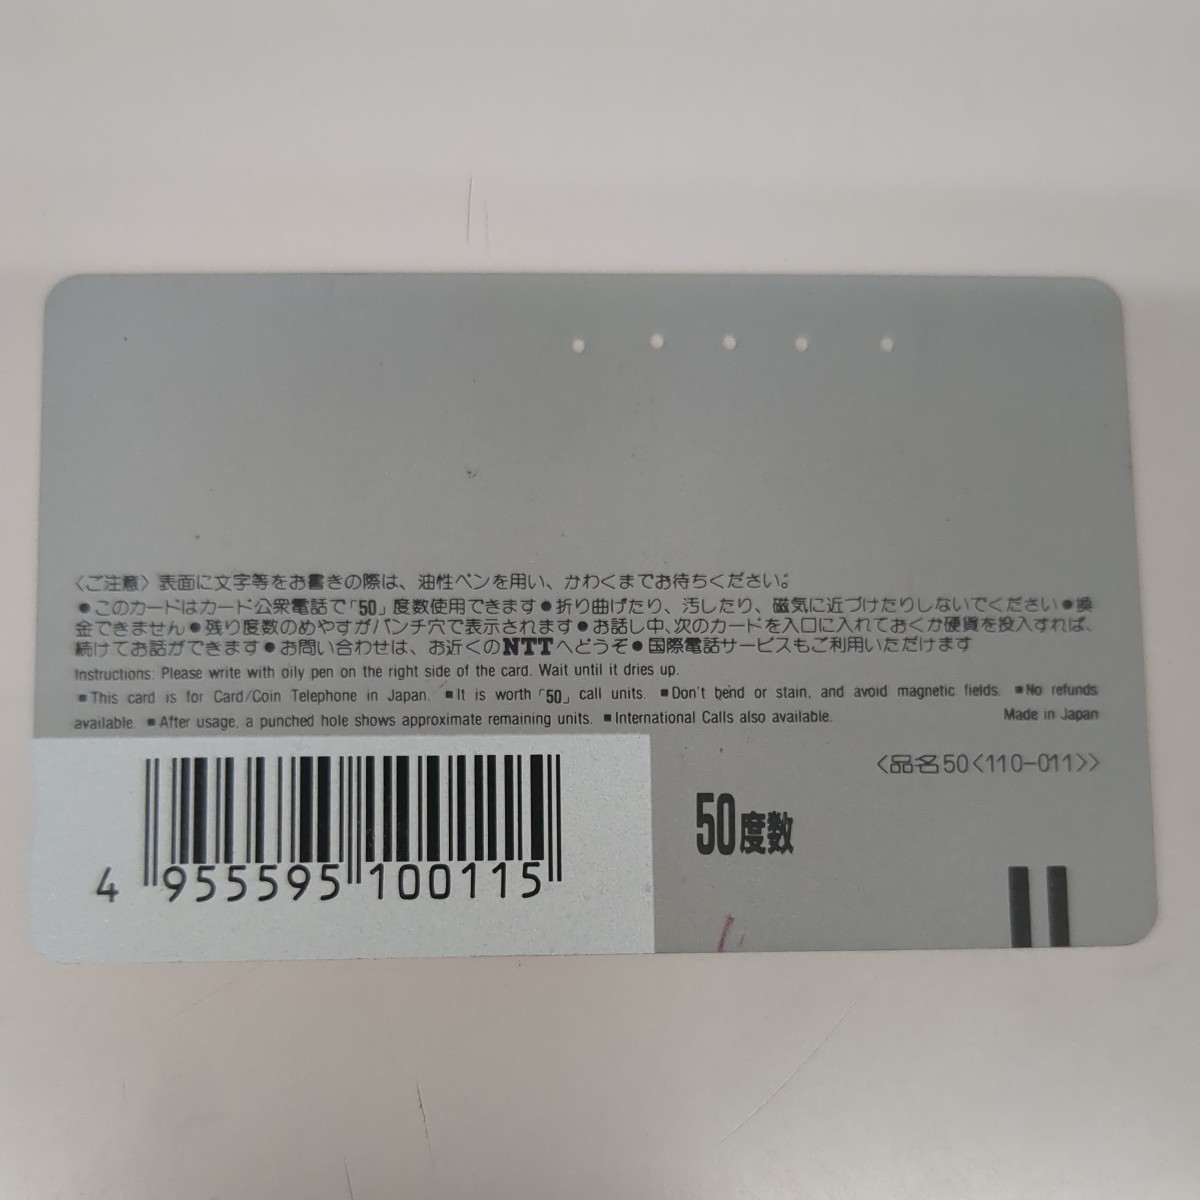 〈ご注意〉表面に文字等をお書きの際は、油性ペンを用い、かわくまでお待ちください。
●このカードはカード公衆電話で「50」度数使用できます●折り曲げたり、汚したり、磁気に近づけたりしないでください●換
金できません●残り度数のめやすがパンチ穴で表示されます●お話し中、次のカードを入口に入れておくか硬貨を投入すれば、
続けてお話ができます●お問い合わせは、お近くのNTTへどうぞ●国際電話サービスもご利用いただけます
Instructions: Please write with oily pen on the right side of the card. Wait until it dries up.
■This card is for Card/Coin Telephone in Japan. ■It is worth「50」call units. ■Don't bend or stain, and avoid magnetic fields. ■No refunds
available. ■After usage, a punched hole shows approximate remaining units. ■International Calls also available. Made in Japan
〈品名50〈110-011〉〉
50度数
4 955595 100115